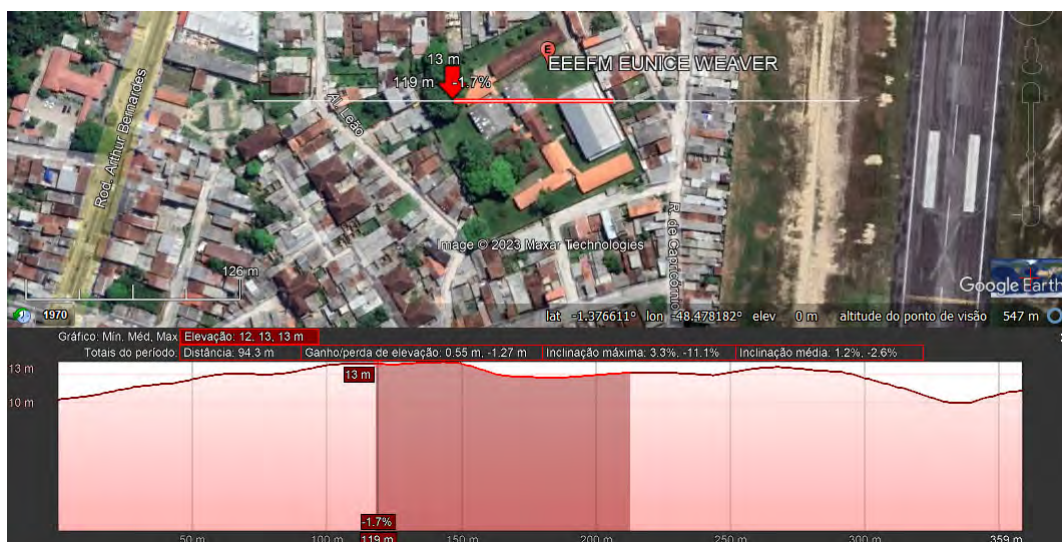 EEEFM EUNICE WEAVER
13 m
119 m -1.7%
Al. Leão
Rod. Arthur Bernardes
R. de Capricórnio
Image © 2023 Maxar Technologies
126 m
Google Earth
1970
lat -1.376611° lon -48.478182° elev 0 m altitude do ponto de visão 547 m
Gráfico: Mín, Méd, Max Elevação: 12, 13, 13 m
Totais do período: Distância: 94.3 m Ganho/perda de elevação: 0.55 m, -1.27 m Inclinação máxima: 3.3%, -11.1% Inclinação média: 1.2%, -2.6%
13 m
13 m
10 m
-1.7%
50 m 100 m 119 m 150 m 200 m 250 m 300 m 359 m